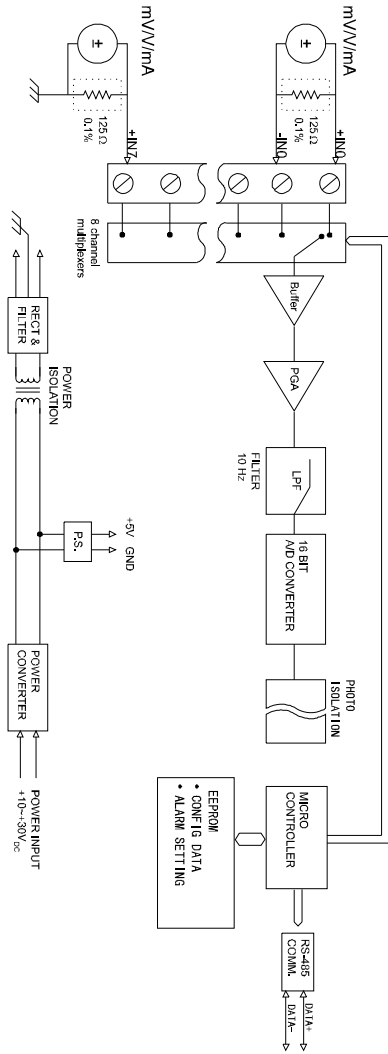 mV/V/mA
125 Ω
0.1%
+IN0
-IN0
mV/V/mA
125 Ω
0.1%
+IN7
8 channel
multiplexers
Buffer
PGA
LPF
FILTER
10 Hz
16 BIT
A/D CONVERTER
PHOTO
ISOLATION
MICRO
CONTROLLER
RS-485
COMM.
DATA+
DATA-
EEPROM
• CONFIG DATA
• ALARM SETTING
RECT &
FILTER
POWER
ISOLATION
P.S.
+5V
GND
POWER
CONVERTER
POWER INPUT
+10~+30VDC